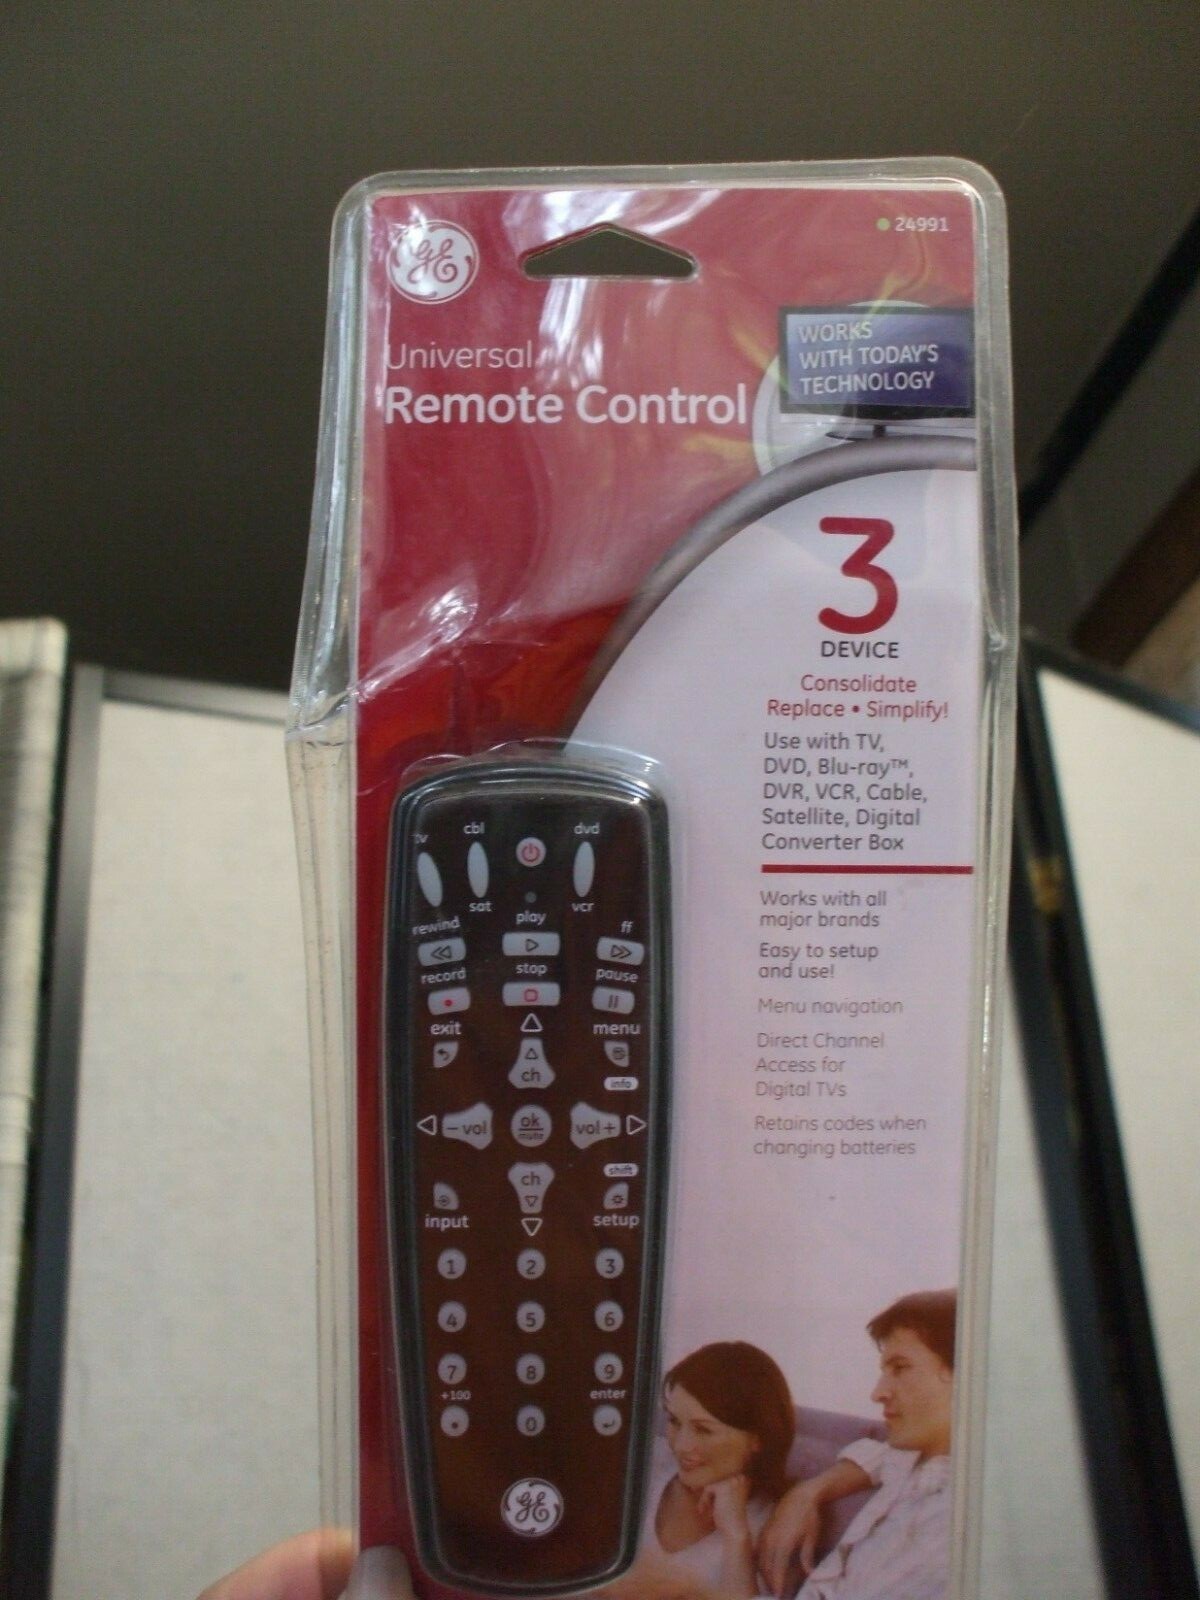 GE
24991
WORKS
WITH TODAY'S
TECHNOLOGY
Universal
Remote Control
3
DEVICE
Consolidate
Replace • Simplify!
Use with TV,
DVD, Blu-ray™,
DVR, VCR, Cable,
Satellite, Digital
Converter Box
Works with all
major brands
Easy to setup
and use!
Menu navigation
Direct Channel
Access for
Digital TVs
Retains codes when
changing batteries
tv cbl dvd
sat vcr
rewind play ff
record stop pause
exit menu
ch
info
- vol ok vol +
mute
ch shift
input setup
1 2 3
4 5 6
7 8 9
+100 enter
0
GE